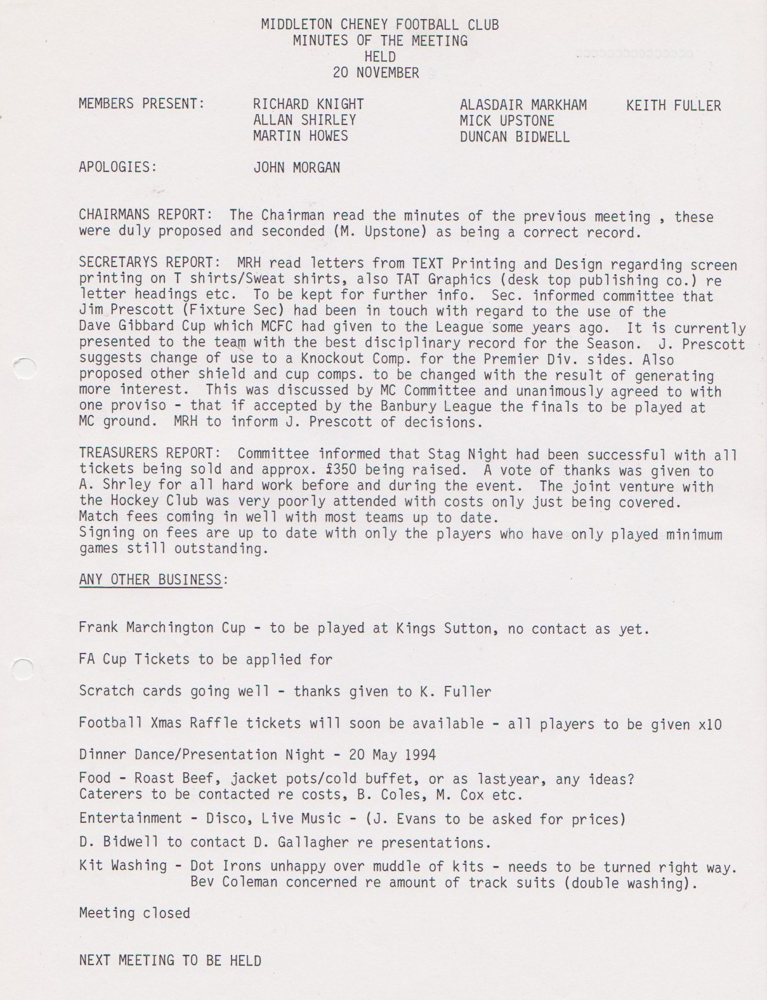 MIDDLETON CHENEY FOOTBALL CLUB
MINUTES OF THE MEETING
HELD
20 NOVEMBER
MEMBERS PRESENT: RICHARD KNIGHT ALASDAIR MARKHAM KEITH FULLER
ALLAN SHIRLEY MICK UPSTONE
MARTIN HOWES DUNCAN BIDWELL
APOLOGIES: JOHN MORGAN
CHAIRMANS REPORT: The Chairman read the minutes of the previous meeting , these
were duly proposed and seconded (M. Upstone) as being a correct record.
SECRETARYS REPORT: MRH read letters from TEXT Printing and Design regarding screen
printing on T shirts/Sweat shirts, also TAT Graphics (desk top publishing co.) re
letter headings etc. To be kept for further info. Sec. informed committee that
Jim Prescott (Fixture Sec) had been in touch with regard to the use of the
Dave Gibbard Cup which MCFC had given to the League some years ago. It is currently
presented to the team with the best disciplinary record for the Season. J. Prescott
suggests change of use to a Knockout Comp. for the Premier Div. sides. Also
proposed other shield and cup comps. to be changed with the result of generating
more interest. This was discussed by MC Committee and unanimously agreed to with
one proviso - that if accepted by the Banbury League the finals to be played at
MC ground. MRH to inform J. Prescott of decisions.
TREASURERS REPORT: Committee informed that Stag Night had been successful with all
tickets being sold and approx. £350 being raised. A vote of thanks was given to
A. Shrley for all hard work before and during the event. The joint venture with
the Hockey Club was very poorly attended with costs only just being covered.
Match fees coming in well with most teams up to date.
Signing on fees are up to date with only the players who have only played minimum
games still outstanding.
ANY OTHER BUSINESS:
Frank Marchington Cup - to be played at Kings Sutton, no contact as yet.
FA Cup Tickets to be applied for
Scratch cards going well - thanks given to K. Fuller
Football Xmas Raffle tickets will soon be available - all players to be given x10
Dinner Dance/Presentation Night - 20 May 1994
Food - Roast Beef, jacket pots/cold buffet, or as lastyear, any ideas?
Caterers to be contacted re costs, B. Coles, M. Cox etc.
Entertainment - Disco, Live Music - (J. Evans to be asked for prices)
D. Bidwell to contact D. Gallagher re presentations.
Kit Washing - Dot Irons unhappy over muddle of kits - needs to be turned right way.
Bev Coleman concerned re amount of track suits (double washing).
Meeting closed
NEXT MEETING TO BE HELD